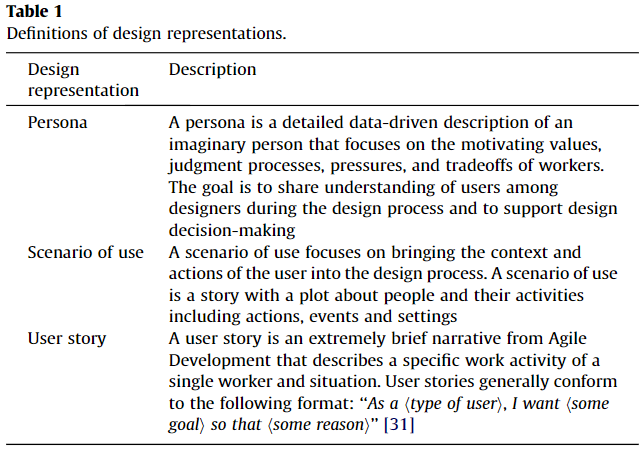 Table 1
Definitions of design representations.
Design representation Description
Persona A persona is a detailed data-driven description of an
imaginary person that focuses on the motivating values,
judgment processes, pressures, and tradeoffs of workers.
The goal is to share understanding of users among
designers during the design process and to support design
decision-making
Scenario of use A scenario of use focuses on bringing the context and
actions of the user into the design process. A scenario of use
is a story with a plot about people and their activities
including actions, events and settings
User story A user story is an extremely brief narrative from Agile
Development that describes a specific work activity of a
single worker and situation. User stories generally conform
to the following format: “As a ⟨type of user⟩, I want ⟨some
goal⟩ so that ⟨some reason⟩” [31]